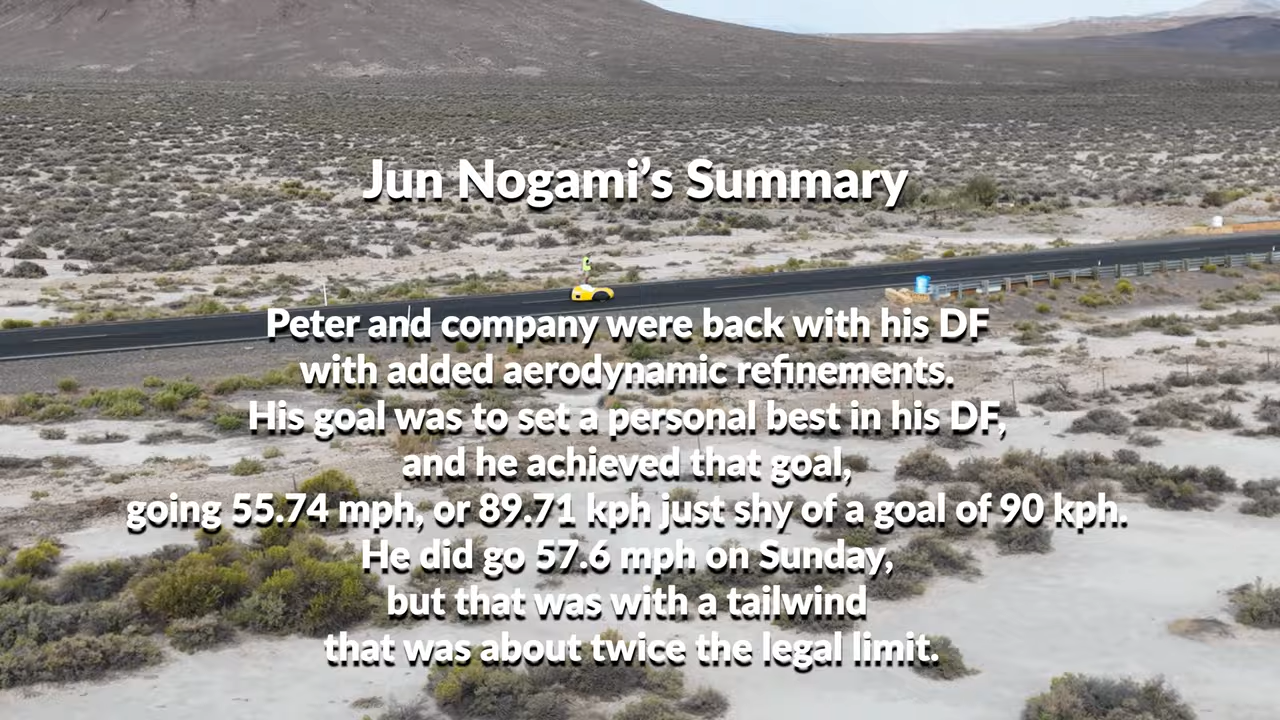 Jun Nogami’s Summary
Peter and company were back with his DF
with added aerodynamic refinements.
His goal was to set a personal best in his DF,
and he achieved that goal,
going 55.74 mph, or 89.71 kph just shy of a goal of 90 kph.
He did go 57.6 mph on Sunday,
but that was with a tailwind
that was about twice the legal limit.